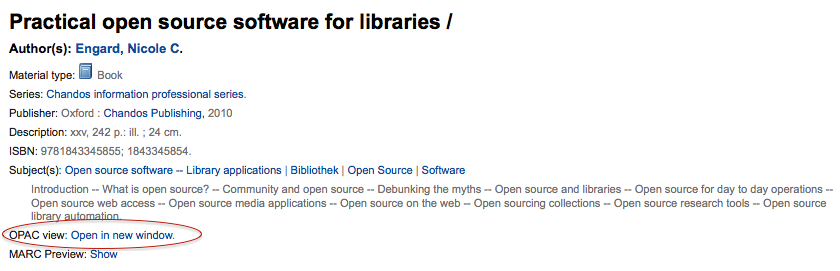 Practical open source software for libraries /
Author(s): Engard, Nicole C.
Material type: Book
Series: Chandos information professional series.
Publisher: Oxford : Chandos Publishing, 2010
Description: xxv, 242 p.: ill. ; 24 cm.
ISBN: 9781843345855; 1843345854.
Subject(s): Open source software -- Library applications | Bibliothek | Open Source | Software
Introduction -- What is open source? -- Community and open source -- Debunking the myths -- Open source and libraries -- Open source for day to day operations --
Open source web access -- Open source media applications -- Open source on the web -- Open sourcing collections -- Open source research tools -- Open source
library automation.
OPAC view: Open in new window.
MARC Preview: Show